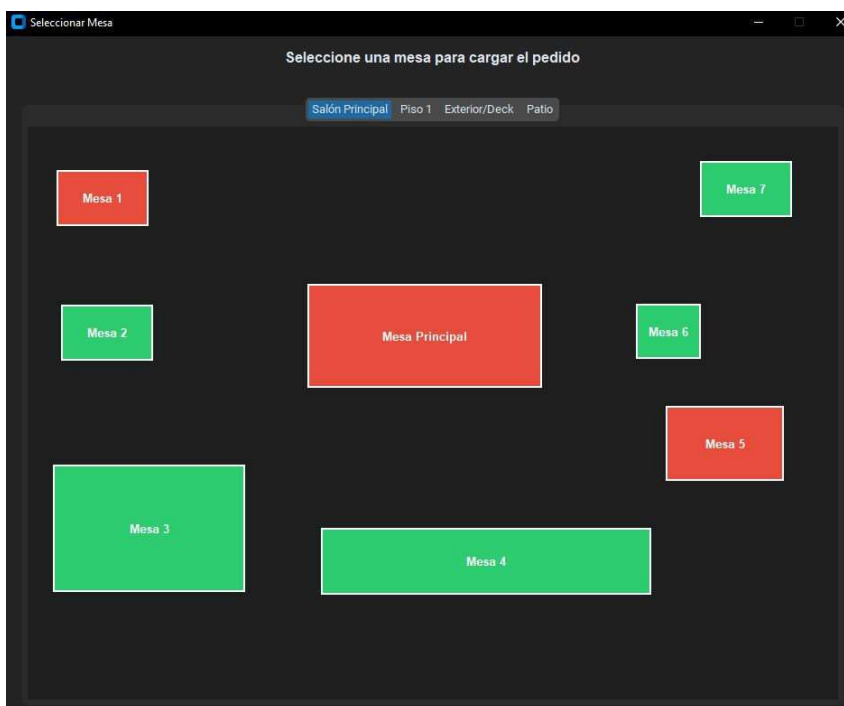 Seleccionar Mesa
Seleccione una mesa para cargar el pedido
Salón Principal Piso 1 Exterior/Deck Patio
Mesa 1
Mesa 7
Mesa 2
Mesa Principal
Mesa 6
Mesa 5
Mesa 3
Mesa 4